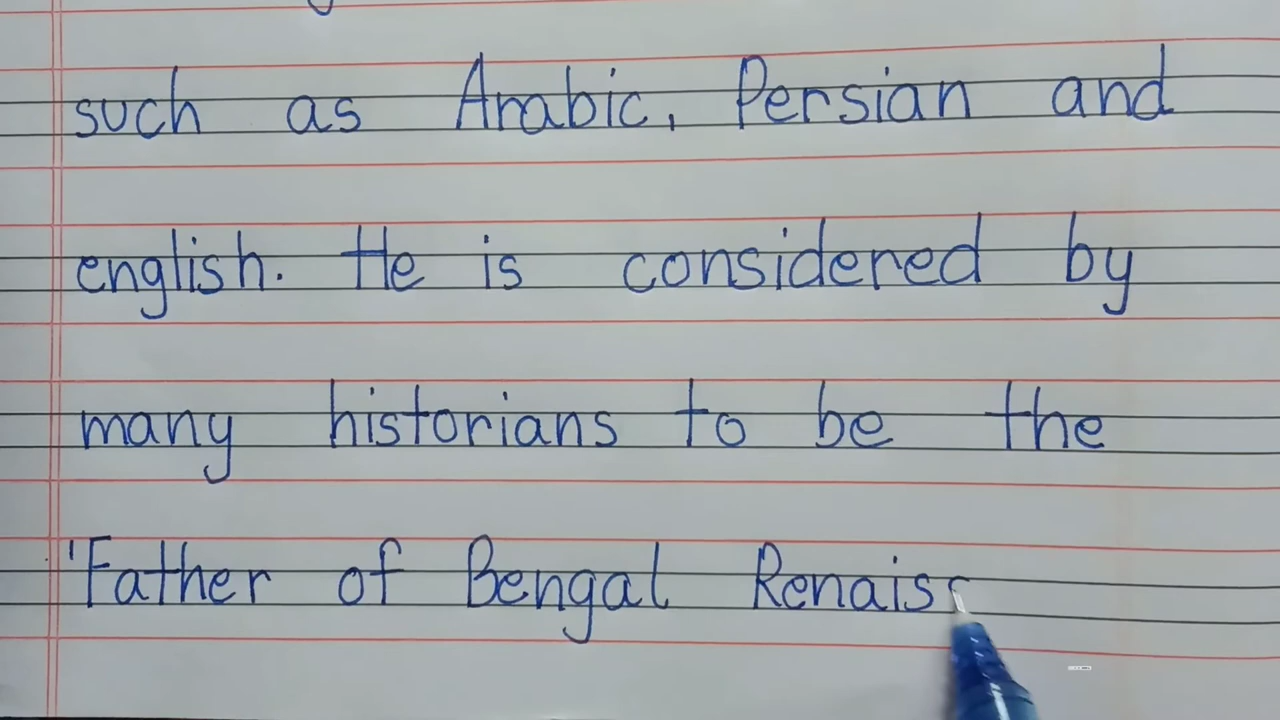 such as Arabic, Persian and
english. He is considered by
many historians to be the
'Father of Bengal Renaiss